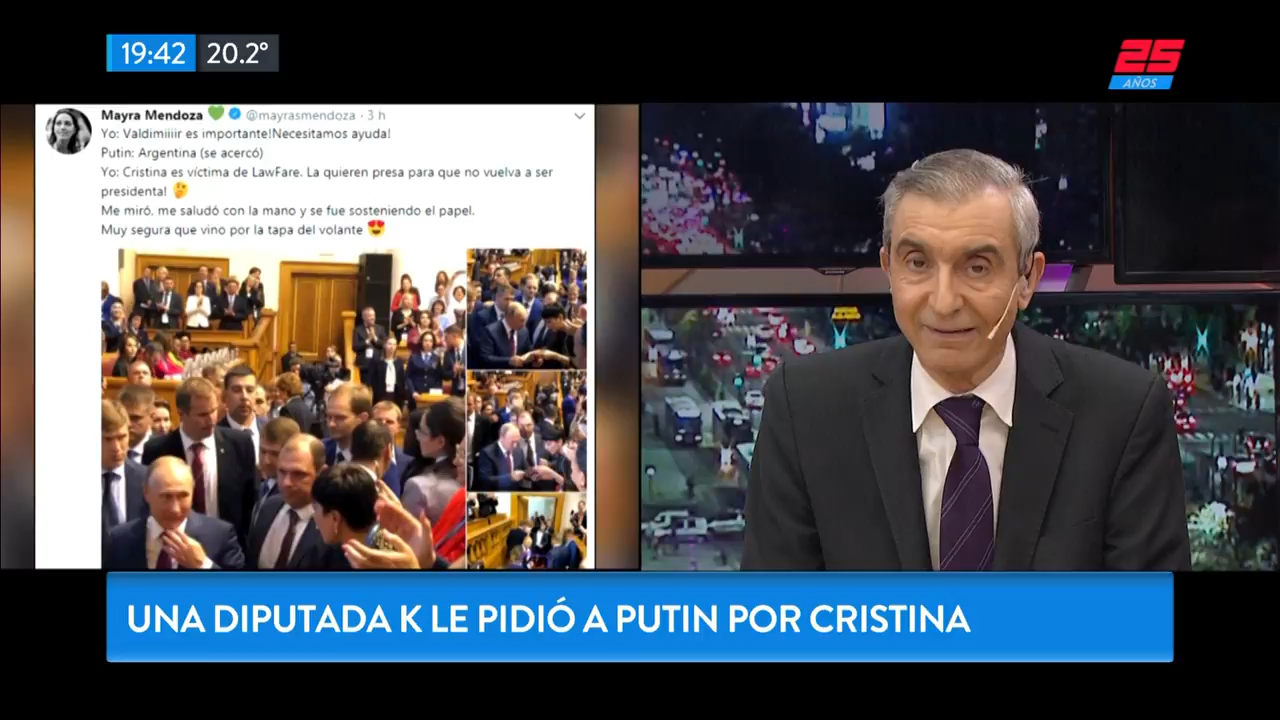 19:42 20.2°
25
AÑOS
Mayra Mendoza @mayrasmendoza · 3 h
Yo: Valdimiiiir es importante!Necesitamos ayuda!
Putin: Argentina (se acercó)
Yo: Cristina es víctima de LawFare. La quieren presa para que no vuelva a ser
presidenta!
Me miró, me saludó con la mano y se fue sosteniendo el papel.
Muy segura que vino por la tapa del volante
UNA DIPUTADA K LE PIDIÓ A PUTIN POR CRISTINA